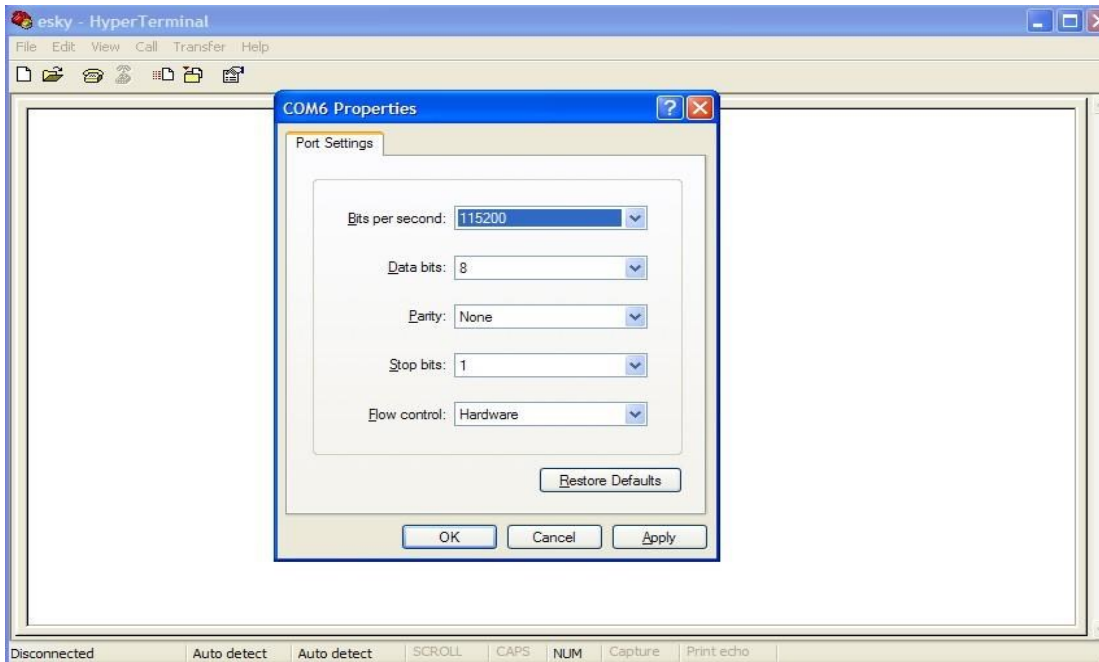 esky - HyperTerminal
File Edit View Call Transfer Help
COM6 Properties
Port Settings
Bits per second: 115200
Data bits: 8
Parity: None
Stop bits: 1
Flow control: Hardware
Restore Defaults
OK Cancel Apply
Disconnected Auto detect Auto detect SCROLL CAPS NUM Capture Print echo